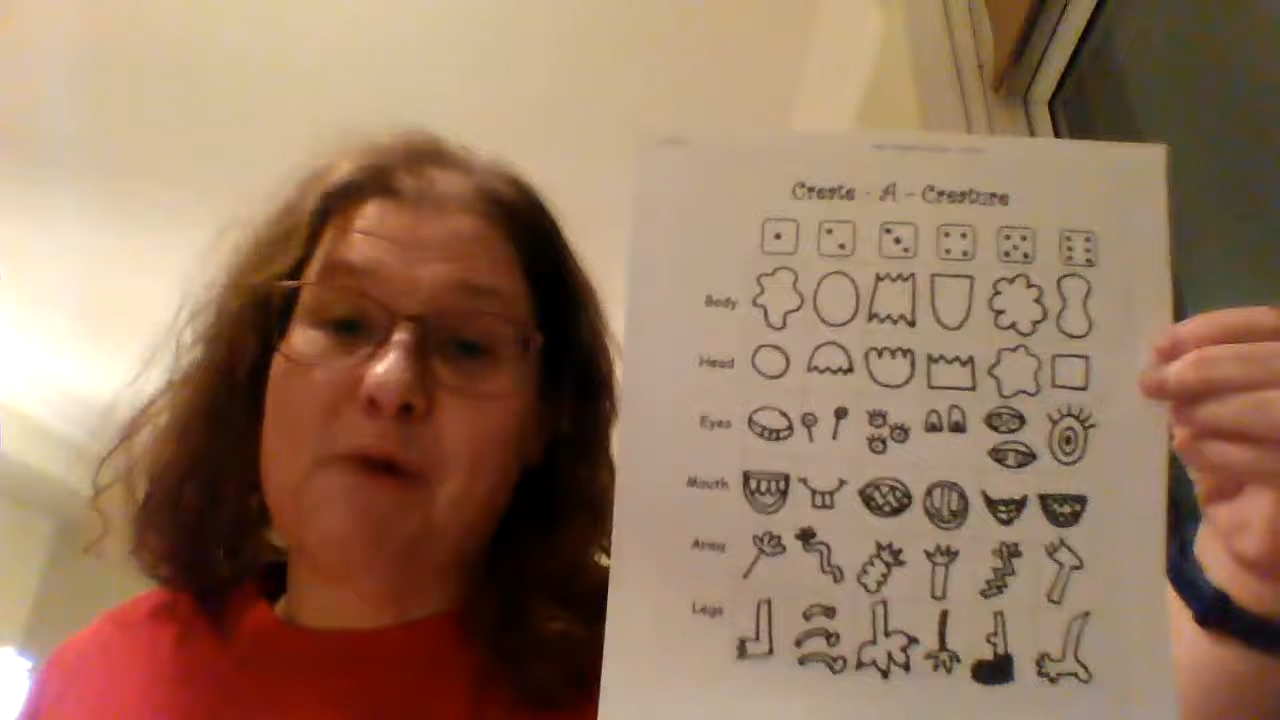 Create - A - Creature
Body
Head
Eyes
Mouth
Arms
Legs